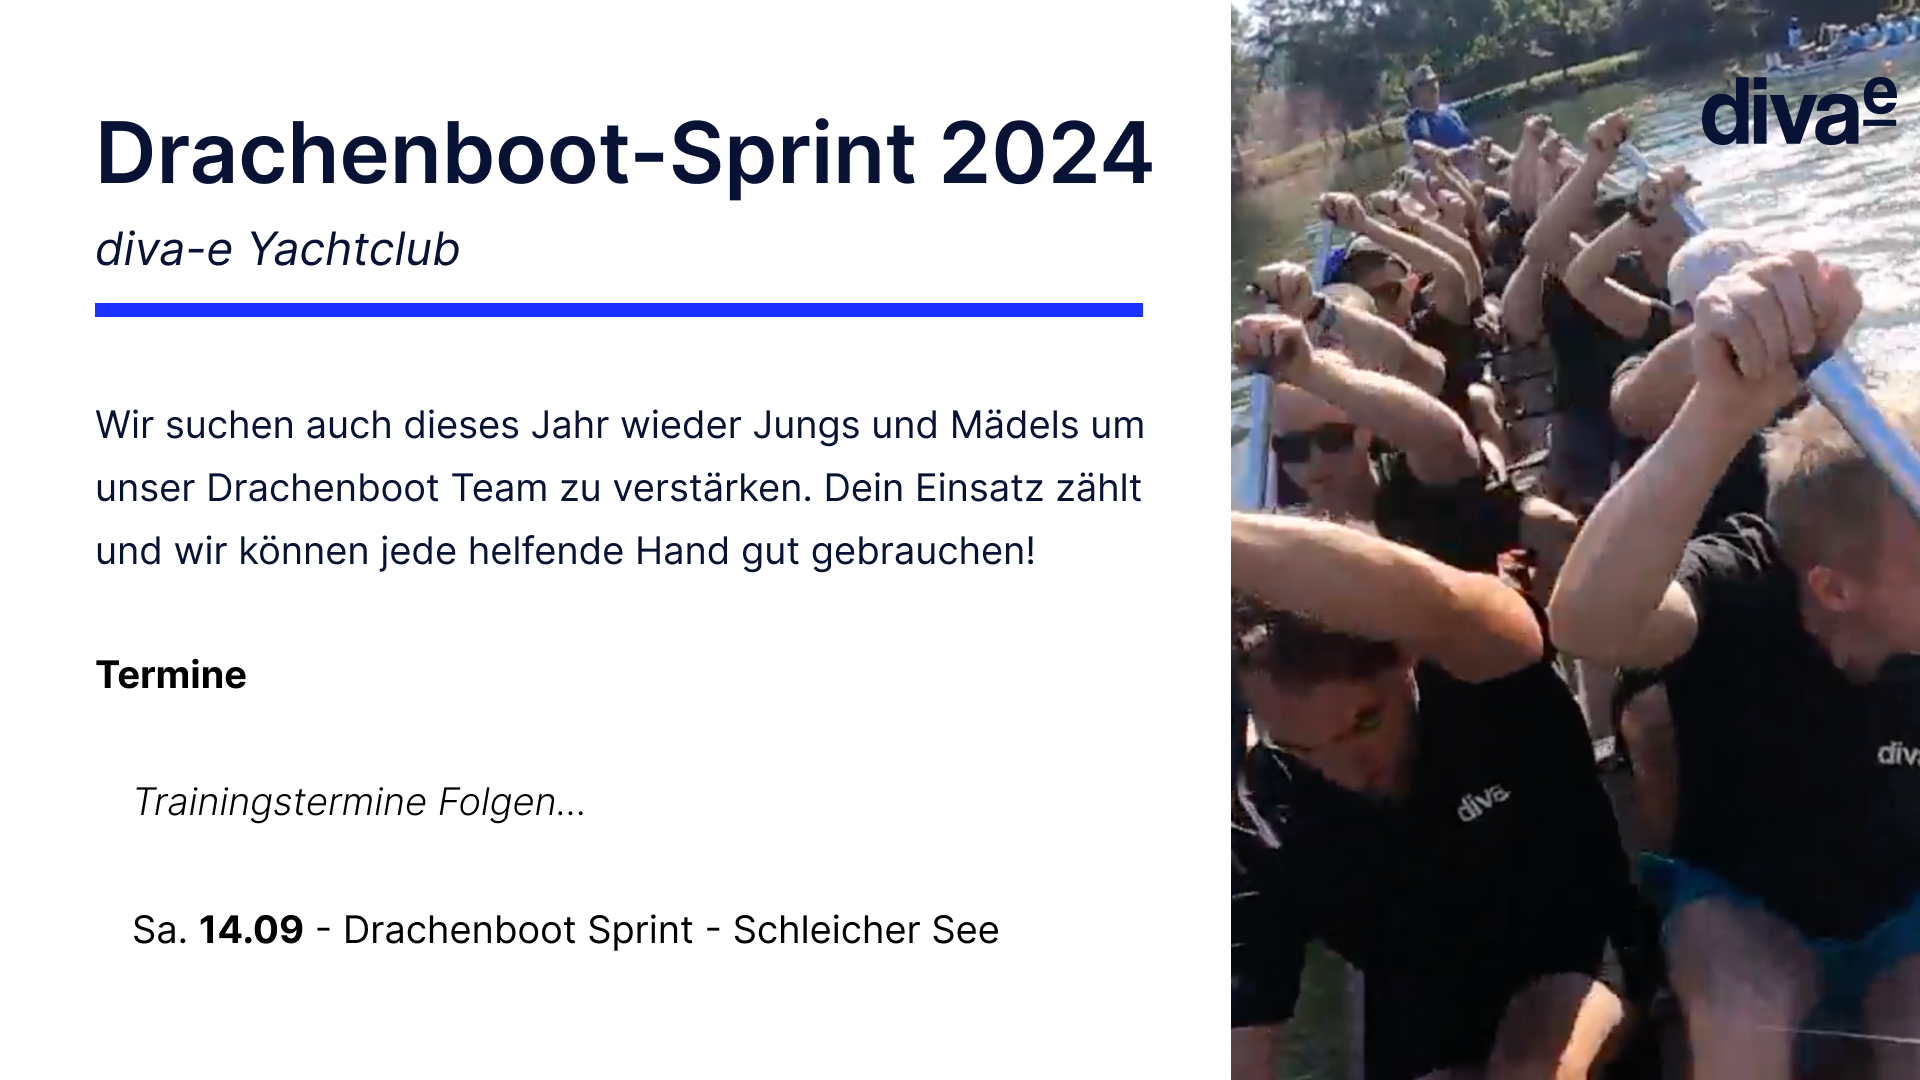 Drachenboot-Sprint 2024
diva-e Yachtclub
Wir suchen auch dieses Jahr wieder Jungs und Mädels um
unser Drachenboot Team zu verstärken. Dein Einsatz zählt
und wir können jede helfende Hand gut gebrauchen!
Termine
Trainingstermine Folgen...
Sa. 14.09 - Drachenboot Sprint - Schleicher See
divae
diva
div